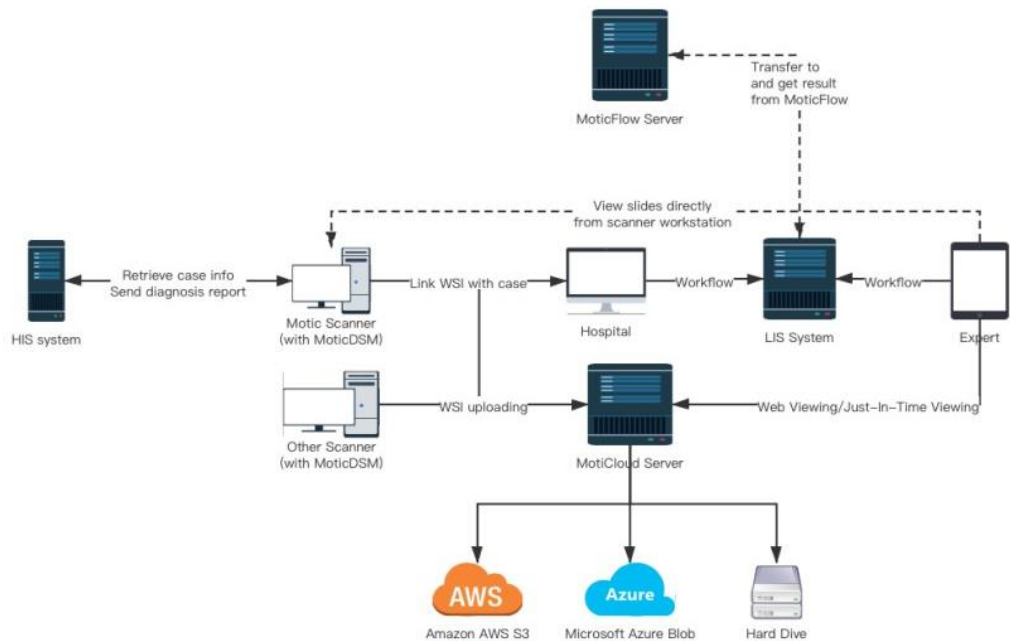 MoticFlow Server
Transfer to
and get result
from MoticFlow
View slides directly
from scanner workstation
HIS system
Retrieve case info
Send diagnosis report
Motic Scanner
(with MoticDSM)
Link WSI with case
Hospital
Workflow
LIS System
Workflow
Expert
Other Scanner
(with MoticDSM)
WSI uploading
MotiCloud Server
Web Viewing/Just-In-Time Viewing
AWS
Amazon AWS S3
Azure
Microsoft Azure Blob
Hard Dive